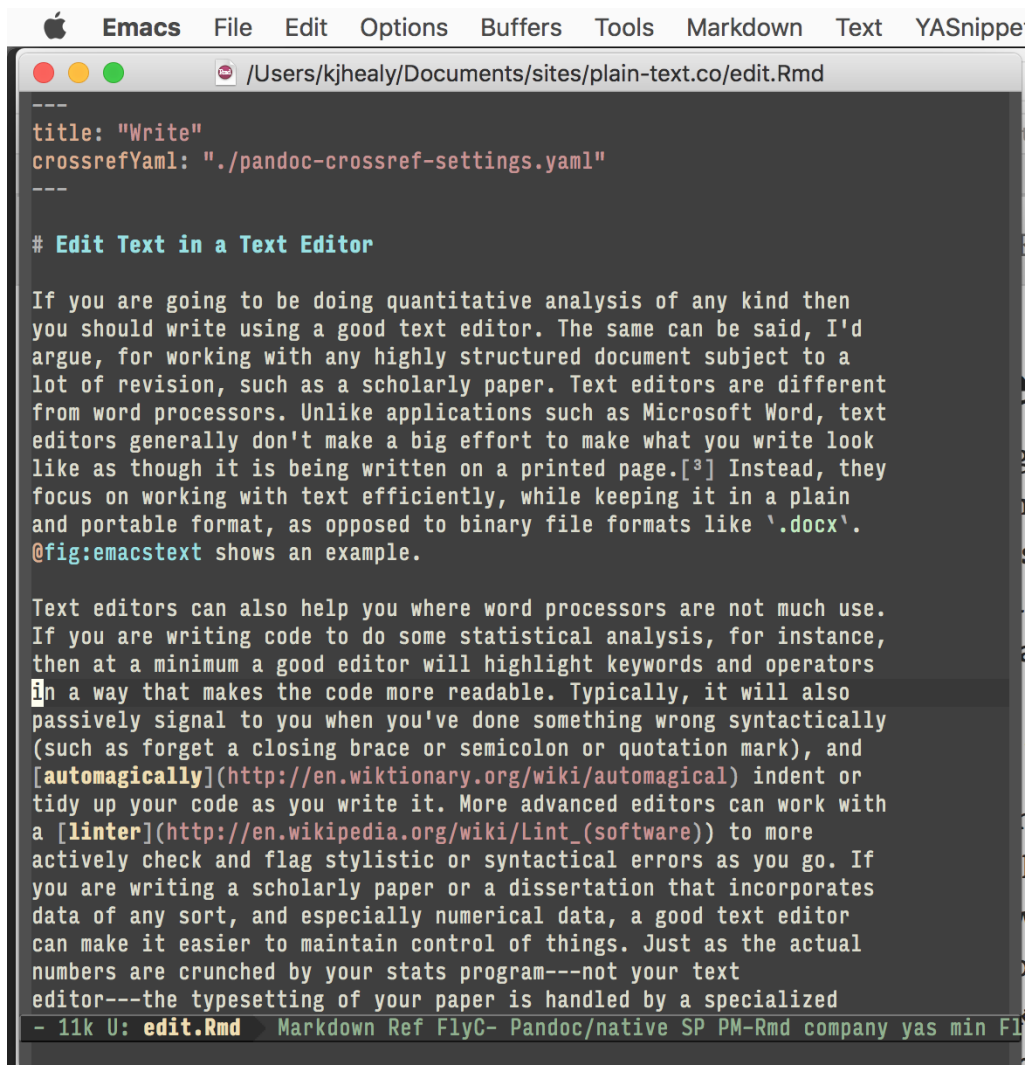 Emacs File Edit Options Buffers Tools Markdown Text YASnippet
/Users/kjhealy/Documents/sites/plain-text.co/edit.Rmd
---
title: "Write"
crossrefYaml: "./pandoc-crossref-settings.yaml"
---
# Edit Text in a Text Editor
If you are going to be doing quantitative analysis of any kind then
you should write using a good text editor. The same can be said, I'd
argue, for working with any highly structured document subject to a
lot of revision, such as a scholarly paper. Text editors are different
from word processors. Unlike applications such as Microsoft Word, text
editors generally don't make a big effort to make what you write look
like as though it is being written on a printed page.[³] Instead, they
focus on working with text efficiently, while keeping it in a plain
and portable format, as opposed to binary file formats like `.docx`.
@fig:emacstext shows an example.
Text editors can also help you where word processors are not much use.
If you are writing code to do some statistical analysis, for instance,
then at a minimum a good editor will highlight keywords and operators
in a way that makes the code more readable. Typically, it will also
passively signal to you when you've done something wrong syntactically
(such as forget a closing brace or semicolon or quotation mark), and
[automagically](http://en.wiktionary.org/wiki/automagical) indent or
tidy up your code as you write it. More advanced editors can work with
a [linter](http://en.wikipedia.org/wiki/Lint_(software)) to more
actively check and flag stylistic or syntactical errors as you go. If
you are writing a scholarly paper or a dissertation that incorporates
data of any sort, and especially numerical data, a good text editor
can make it easier to maintain control of things. Just as the actual
numbers are crunched by your stats program---not your text
editor---the typesetting of your paper is handled by a specialized
- 11k U: edit.Rmd Markdown Ref FlyC- Pandoc/native SP PM-Rmd company yas min Fl